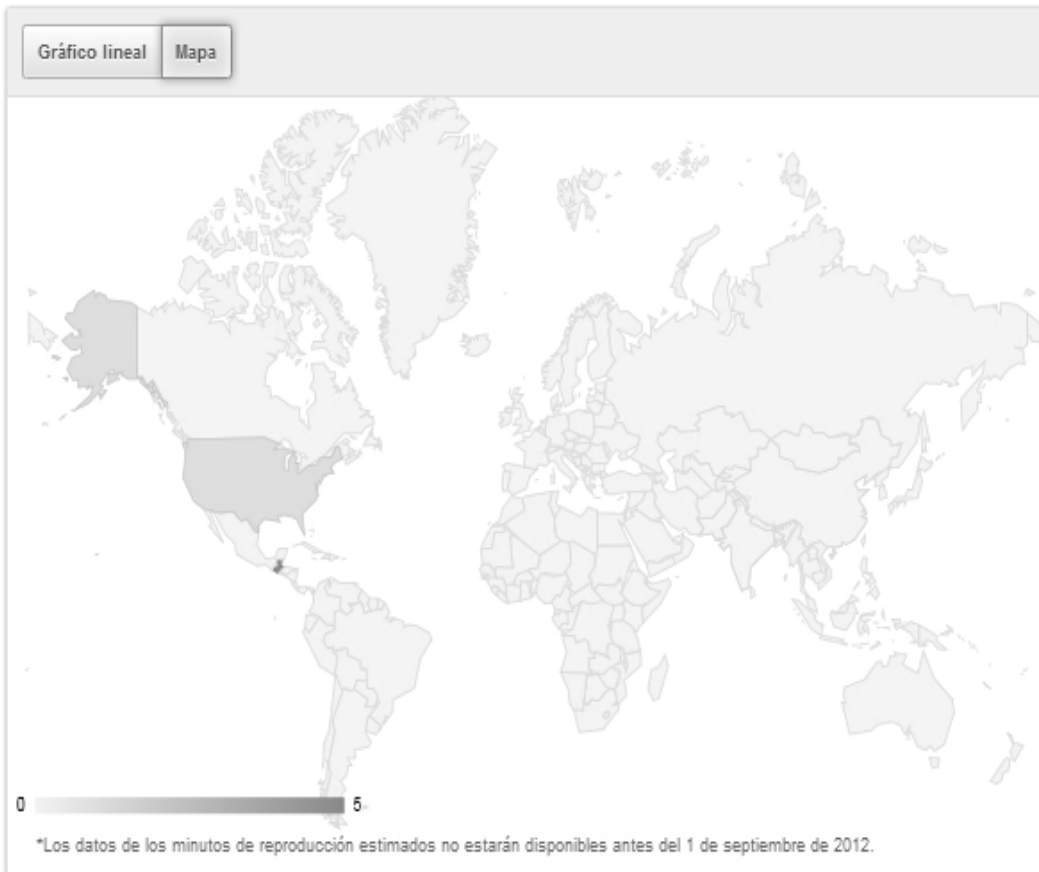 Gráfico lineal Mapa
0 5
*Los datos de los minutos de reproducción estimados no estarán disponibles antes del 1 de septiembre de 2012.